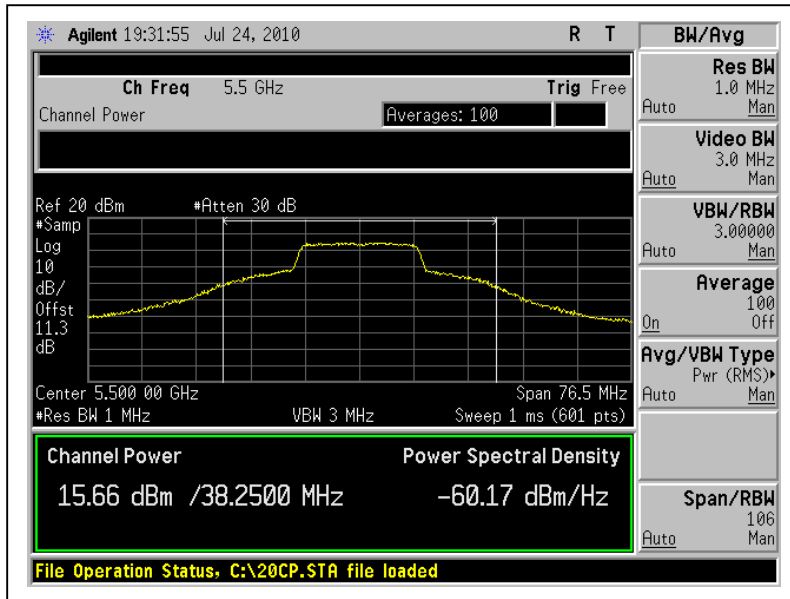 Agilent 19:31:55 Jul 24, 2010 R T
Ch Freq 5.5 GHz Trig Free
Channel Power Averages: 100
Ref 20 dBm #Atten 30 dB
#Samp
Log
10
dB/
Offst
11.3
dB
Center 5.500 00 GHz Span 76.5 MHz
#Res BW 1 MHz VBW 3 MHz Sweep 1 ms (601 pts)
Channel Power Power Spectral Density
15.66 dBm /38.2500 MHz -60.17 dBm/Hz
File Operation Status, C:\20CP.STA file loaded
BW/Avg
Res BW
1.0 MHz
Auto Man
Video BW
3.0 MHz
Auto Man
VBW/RBW
3.00000
Auto Man
Average
100
On Off
Avg/VBW Type
Pwr (RMS)▸
Auto Man
Span/RBW
106
Auto Man